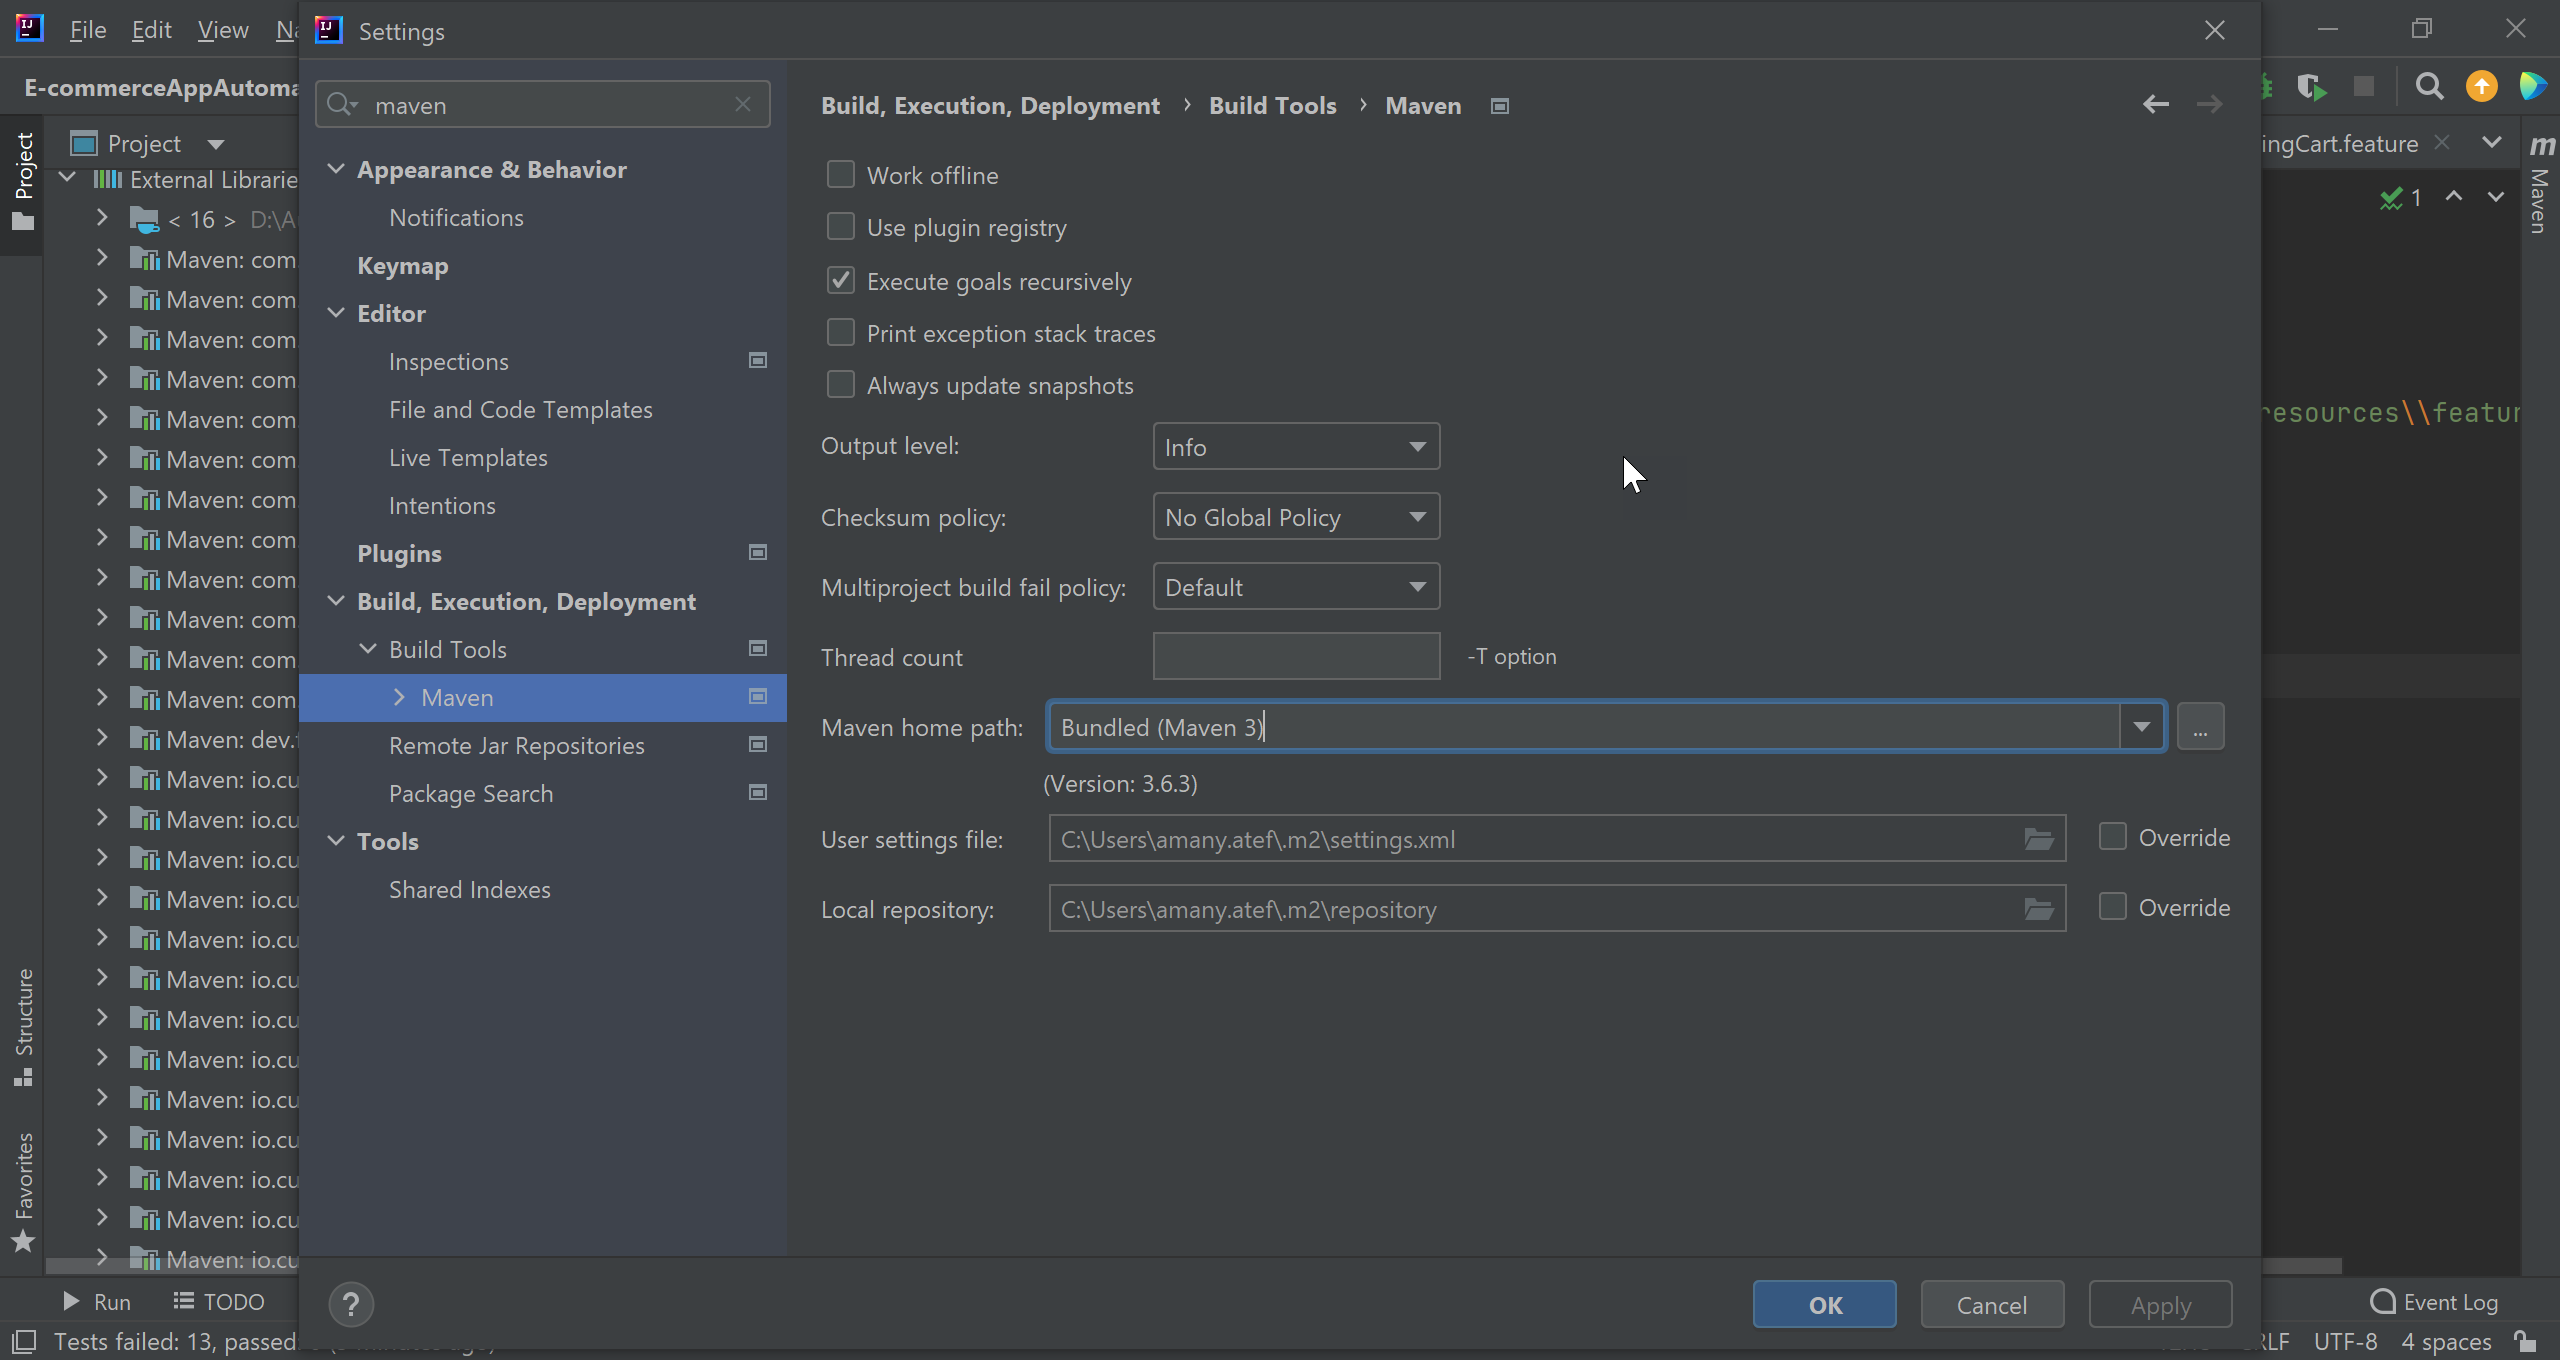 File Edit View
Settings
E-commerceAppAutoma
maven
Build, Execution, Deployment › Build Tools › Maven
Project
Project
External Librarie
< 16 > D:\A
Maven: com.
Maven: com.
Maven: com.
Maven: com.
Maven: com.
Maven: com.
Maven: com.
Maven: com.
Maven: com.
Maven: com.
Maven: com.
Maven: com.
Maven: dev.
Maven: io.cu
Maven: io.cu
Maven: io.cu
Maven: io.cu
Maven: io.cu
Maven: io.cu
Maven: io.cu
Maven: io.cu
Maven: io.cu
Maven: io.cu
Maven: io.cu
Maven: io.cu
Maven: io.cu
Structure
Favorites
Appearance & Behavior
Notifications
Keymap
Editor
Inspections
File and Code Templates
Live Templates
Intentions
Plugins
Build, Execution, Deployment
Build Tools
Maven
Remote Jar Repositories
Package Search
Tools
Shared Indexes
Work offline
Use plugin registry
Execute goals recursively
Print exception stack traces
Always update snapshots
Output level: Info
Checksum policy: No Global Policy
Multiproject build fail policy: Default
Thread count -T option
Maven home path: Bundled (Maven 3) ...
(Version: 3.6.3)
User settings file: C:\Users\amany.atef\.m2\settings.xml Override
Local repository: C:\Users\amany.atef\.m2\repository Override
ingCart.feature
1
esources\\featur
m Maven
? OK Cancel Apply
Run TODO
Event Log
Tests failed: 13, passed:
UTF-8 4 spaces